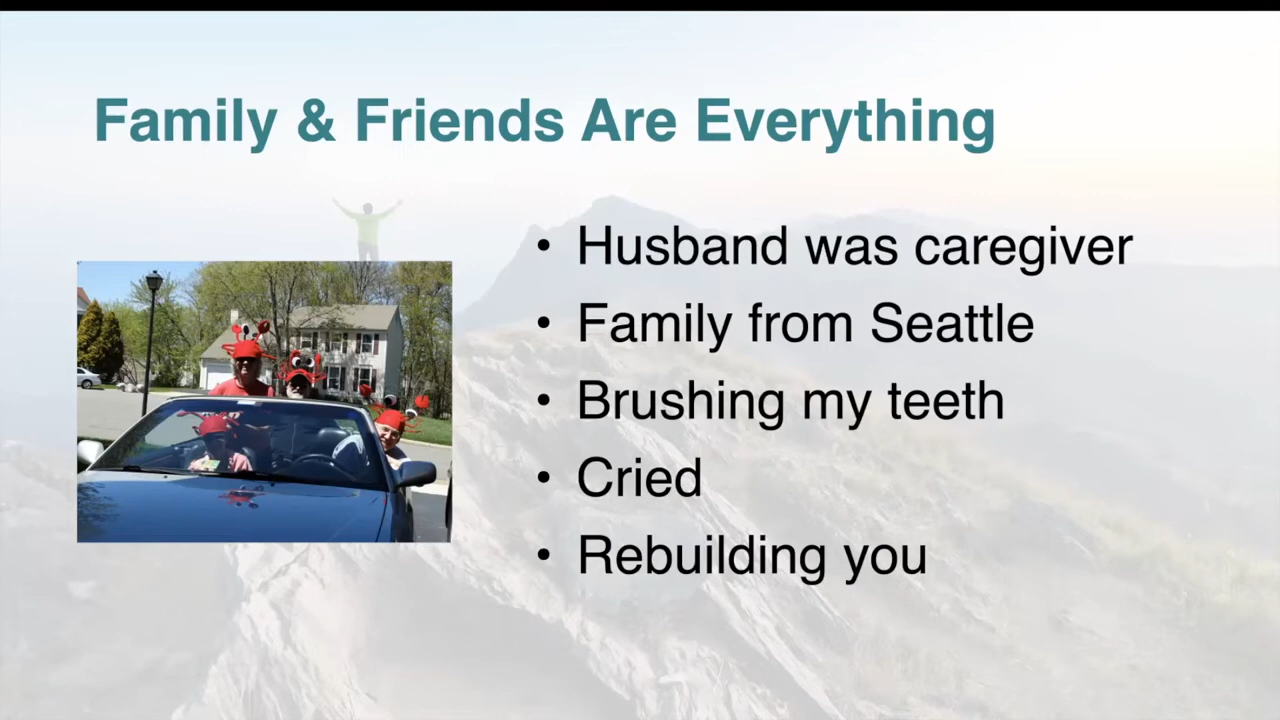 Family & Friends Are Everything
• Husband was caregiver
• Family from Seattle
• Brushing my teeth
• Cried
• Rebuilding you